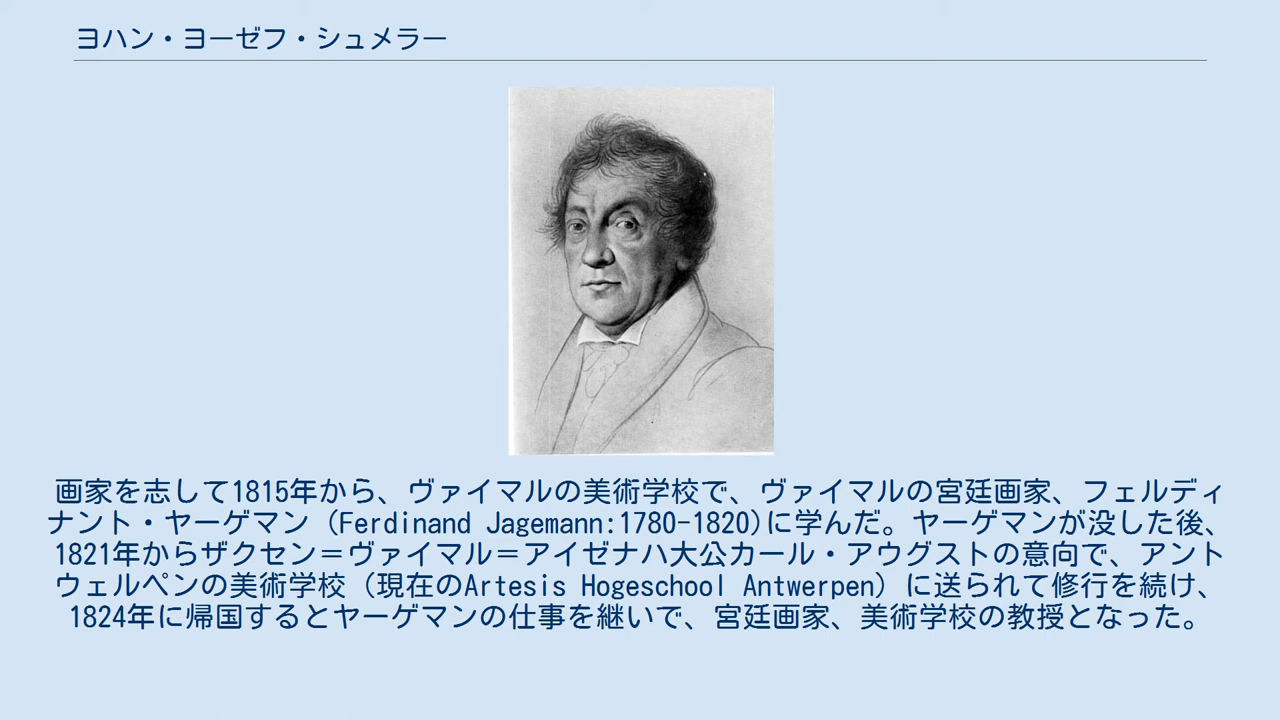 ヨハン・ヨーゼフ・シュメラー
画家を志して1815年から、ヴァイマルの美術学校で、ヴァイマルの宮廷画家、フェルディ
ナント・ヤーゲマン（Ferdinand Jagemann:1780-1820)に学んだ。ヤーゲマンが没した後、
1821年からザクセン＝ヴァイマル＝アイゼナハ大公カール・アウグストの意向で、アント
ウェルペンの美術学校（現在のArtesis Hogeschool Antwerpen）に送られて修行を続け、
1824年に帰国するとヤーゲマンの仕事を継いで、宮廷画家、美術学校の教授となった。